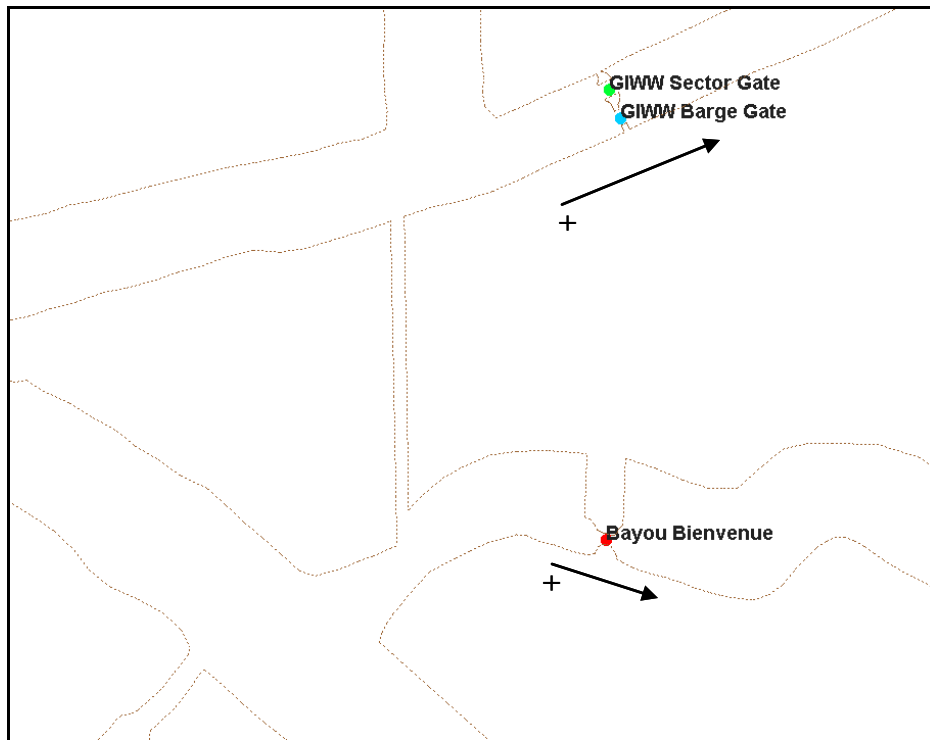 GIWW Sector Gate
GIWW Barge Gate
+
Bayou Bienvenue
+